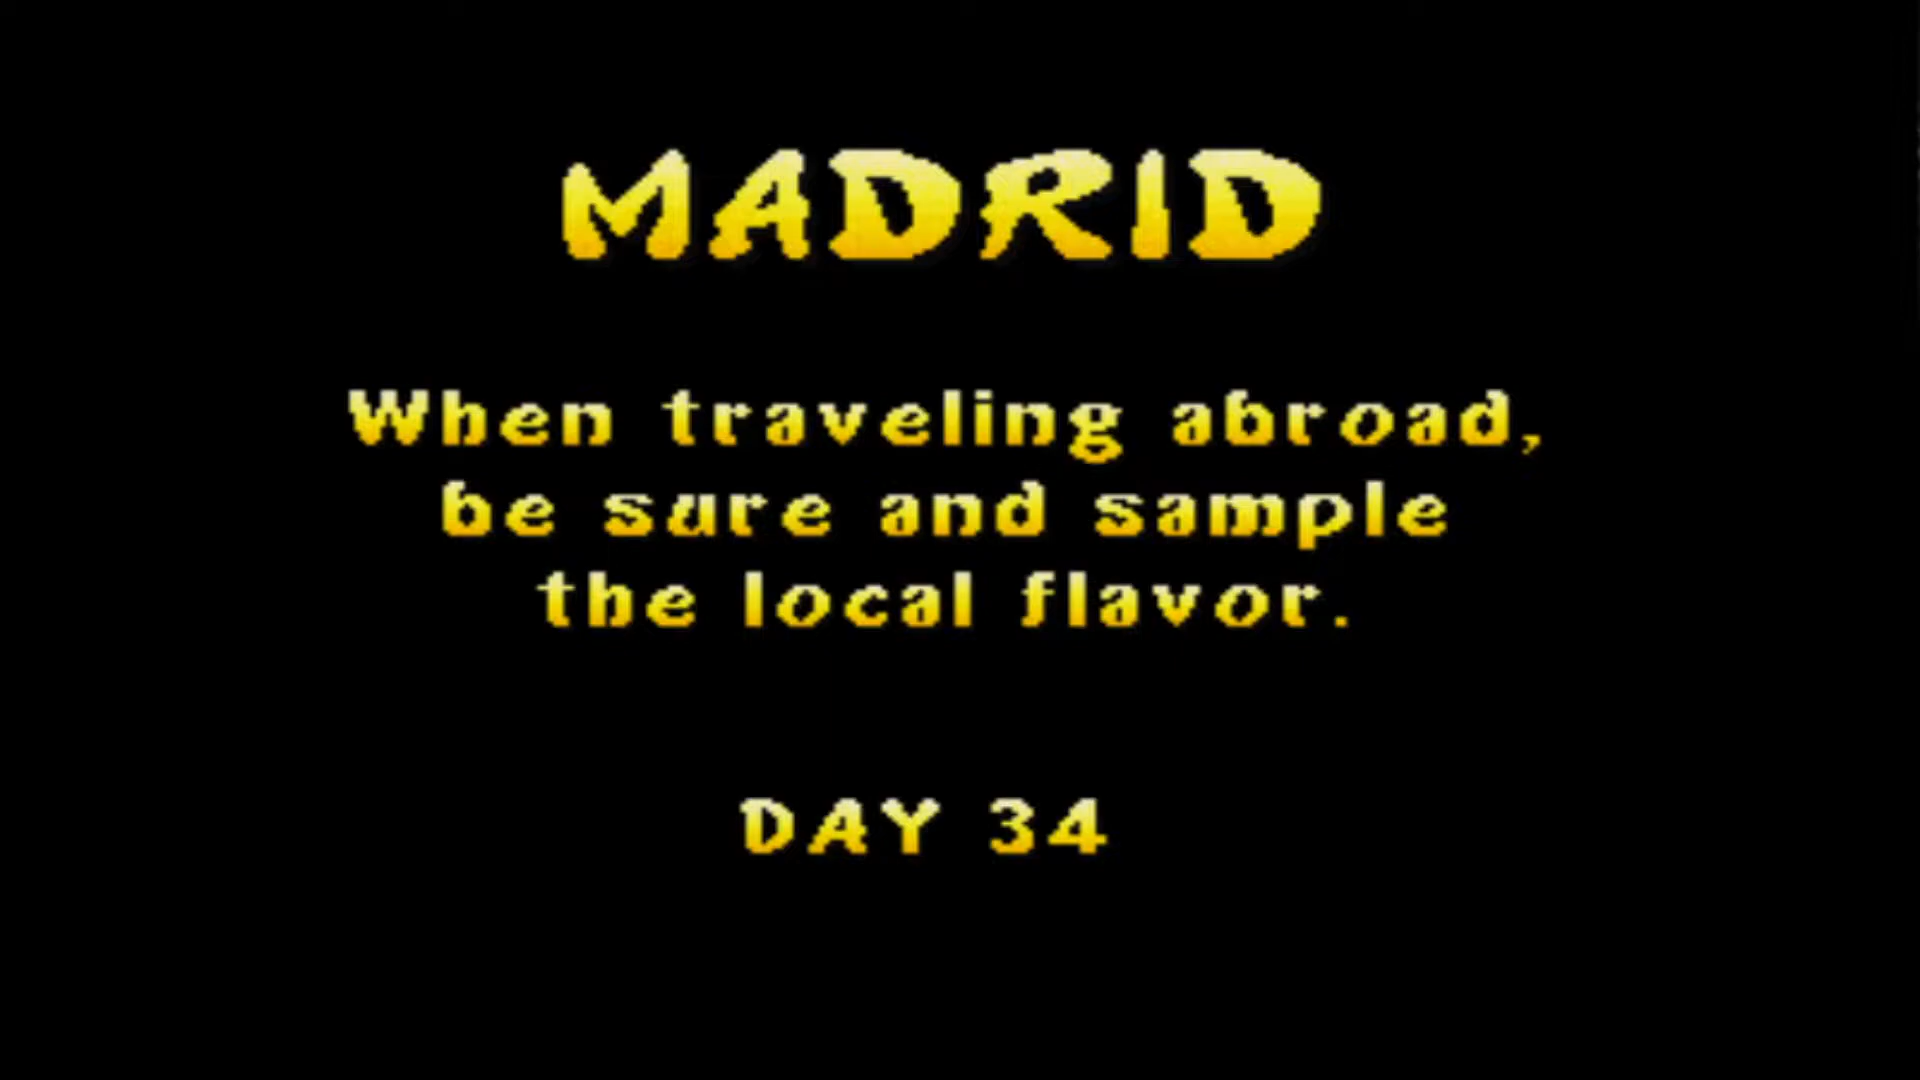 MADRID
When traveling abroad,
be sure and sample
the local flavor.
DAY 34